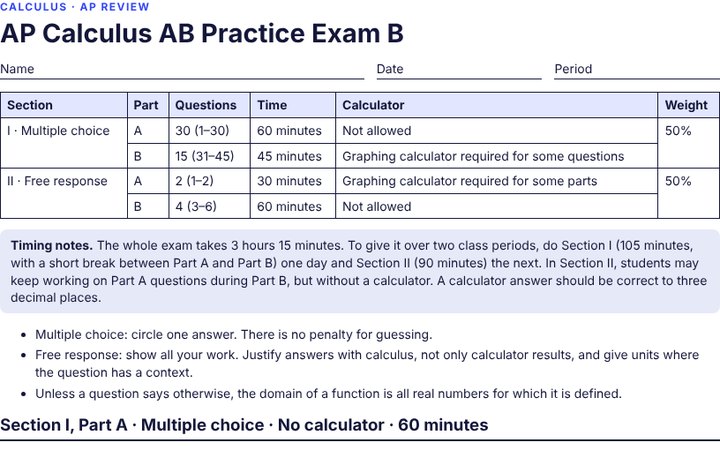 CALCULUS · AP REVIEW
AP Calculus AB Practice Exam B
Name Date Period
Section Part Questions Time Calculator Weight
I · Multiple choice A 30 (1–30) 60 minutes Not allowed 50%
B 15 (31–45) 45 minutes Graphing calculator required for some questions
II · Free response A 2 (1–2) 30 minutes Graphing calculator required for some parts 50%
B 4 (3–6) 60 minutes Not allowed
Timing notes. The whole exam takes 3 hours 15 minutes. To give it over two class periods, do Section I (105 minutes,
with a short break between Part A and Part B) one day and Section II (90 minutes) the next. In Section II, students may
keep working on Part A questions during Part B, but without a calculator. A calculator answer should be correct to three
decimal places.
• Multiple choice: circle one answer. There is no penalty for guessing.
• Free response: show all your work. Justify answers with calculus, not only calculator results, and give units where
the question has a context.
• Unless a question says otherwise, the domain of a function is all real numbers for which it is defined.
Section I, Part A · Multiple choice · No calculator · 60 minutes